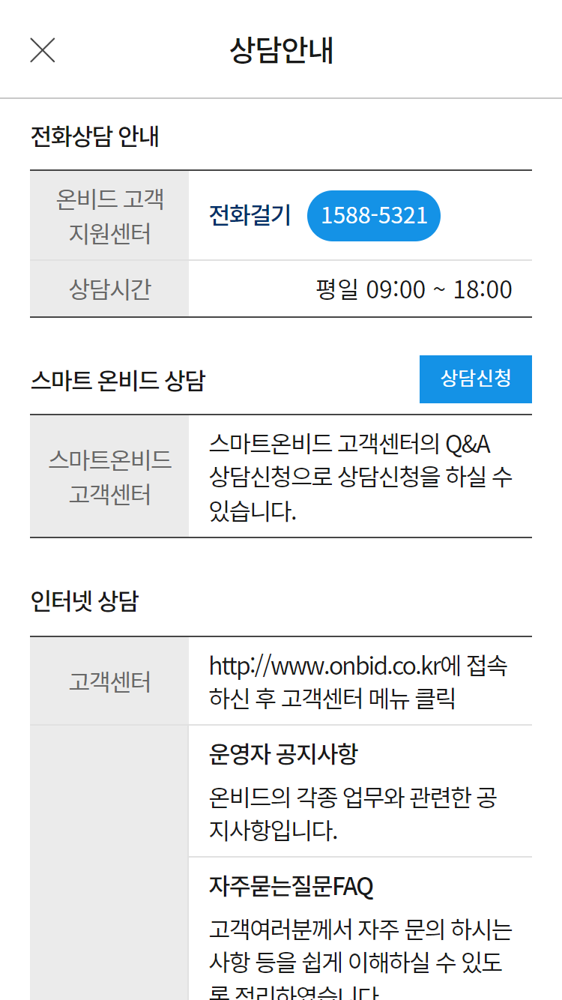 상담안내
전화상담 안내
온비드 고객
지원센터
전화걸기 1588-5321
상담시간
평일 09:00 ~ 18:00
스마트 온비드 상담
상담신청
스마트온비드
고객센터
스마트온비드 고객센터의 Q&A
상담신청으로 상담신청을 하실 수
있습니다.
인터넷 상담
고객센터
http://www.onbid.co.kr에 접속
하신 후 고객센터 메뉴 클릭
운영자 공지사항
온비드의 각종 업무와 관련한 공
지사항입니다.
자주묻는질문FAQ
고객여러분께서 자주 문의 하시는
사항 등을 쉽게 이해하실 수 있도
록 정리하였습니다